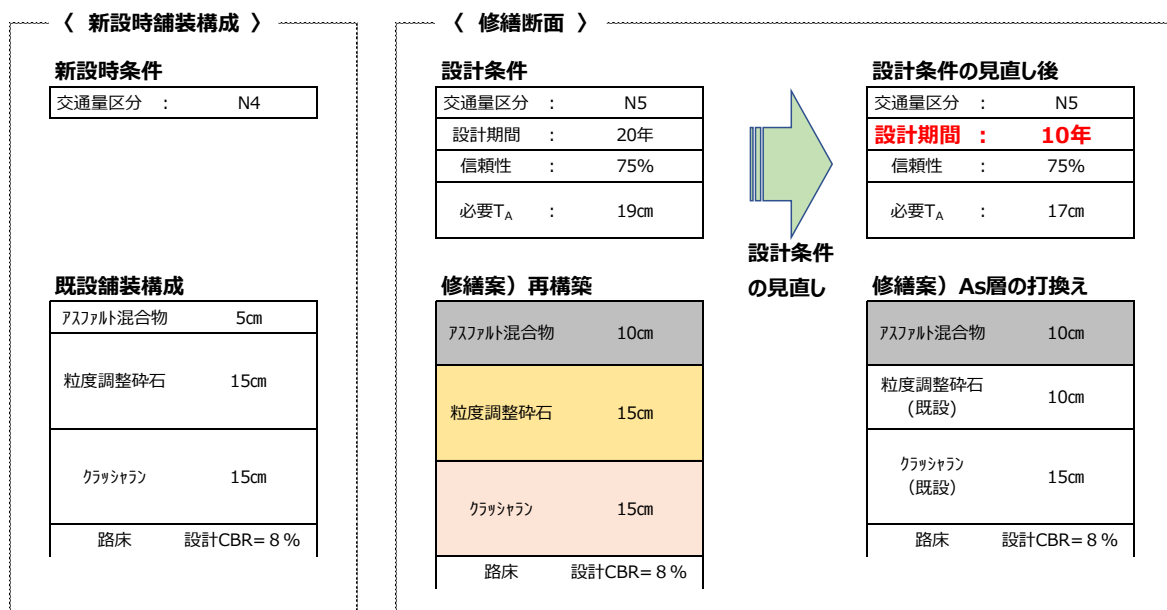 〈 新設時舗装構成 〉
新設時条件
交通量区分 : N4
既設舗装構成
ｱｽﾌｧﾙﾄ混合物 5㎝
粒度調整砕石 15㎝
ｸﾗｯｼｬﾗﾝ 15㎝
路床 設計CBR=８%
〈 修繕断面 〉
設計条件
交通量区分 : N5
設計期間 : 20年
信頼性 : 75%
必要TA : 19㎝
修繕案）再構築
ｱｽﾌｧﾙﾄ混合物 10㎝
粒度調整砕石 15㎝
ｸﾗｯｼｬﾗﾝ 15㎝
路床 設計CBR=８%
設計条件
の見直し
設計条件の見直し後
交通量区分 : N5
設計期間 : 10年
信頼性 : 75%
必要TA : 17㎝
修繕案）As層の打換え
ｱｽﾌｧﾙﾄ混合物 10㎝
粒度調整砕石
(既設) 10㎝
ｸﾗｯｼｬﾗﾝ
(既設) 15㎝
路床 設計CBR=８%